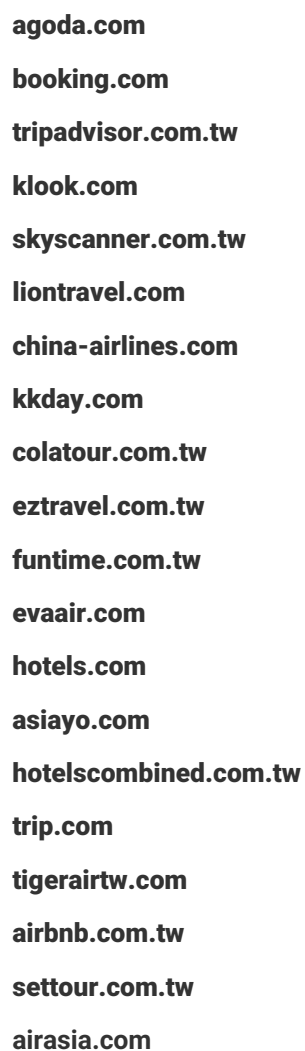 agoda.com
booking.com
tripadvisor.com.tw
klook.com
skyscanner.com.tw
liontravel.com
china-airlines.com
kkday.com
colatour.com.tw
eztravel.com.tw
funtime.com.tw
evaair.com
hotels.com
asiayo.com
hotelscombined.com.tw
trip.com
tigerairtw.com
airbnb.com.tw
settour.com.tw
airasia.com